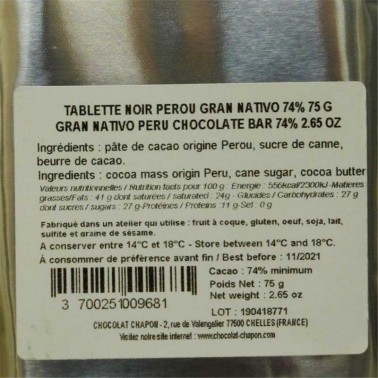 TABLETTE NOIR PEROU GRAN NATIVO 74% 75 G
GRAN NATIVO PERU CHOCOLATE BAR 74% 2.65 OZ
Ingrédients : pâte de cacao origine Perou, sucre de canne,
beurre de cacao.
Ingredients : cocoa mass origin Peru, cane sugar, cocoa butter
Valeurs nutritionnelles / Nutrition facts pour 100 g : Energie : 556kcal/2300kJ-Matières
grasses/Fats : 41 g dont saturées / saturated : 24g - Glucides / Carbohydrates : 27 g
dont sucres / sugars : 27 g-Protéines / Proteins 11 g-Sel : 0 g
Fabriqué dans un atelier qui utilise : fruit à coque, gluten, oeuf, soja, lait,
sulfite et graine de sésame.
A conserver entre 14°C et 18°C - Store between 14°C and 18°C.
À consommer de préférence avant fin / Best before : 11/2021
Cacao : 74% minimum
Poids Net : 75 g
Net weight : 2.65 oz
3 700251 009681
LOT : 190418771
CHOCOLAT CHAPON - 2, rue de Valengelier 77500 CHELLES (FRANCE)
Visitez notre site internet : www.chocolat-chapon.com